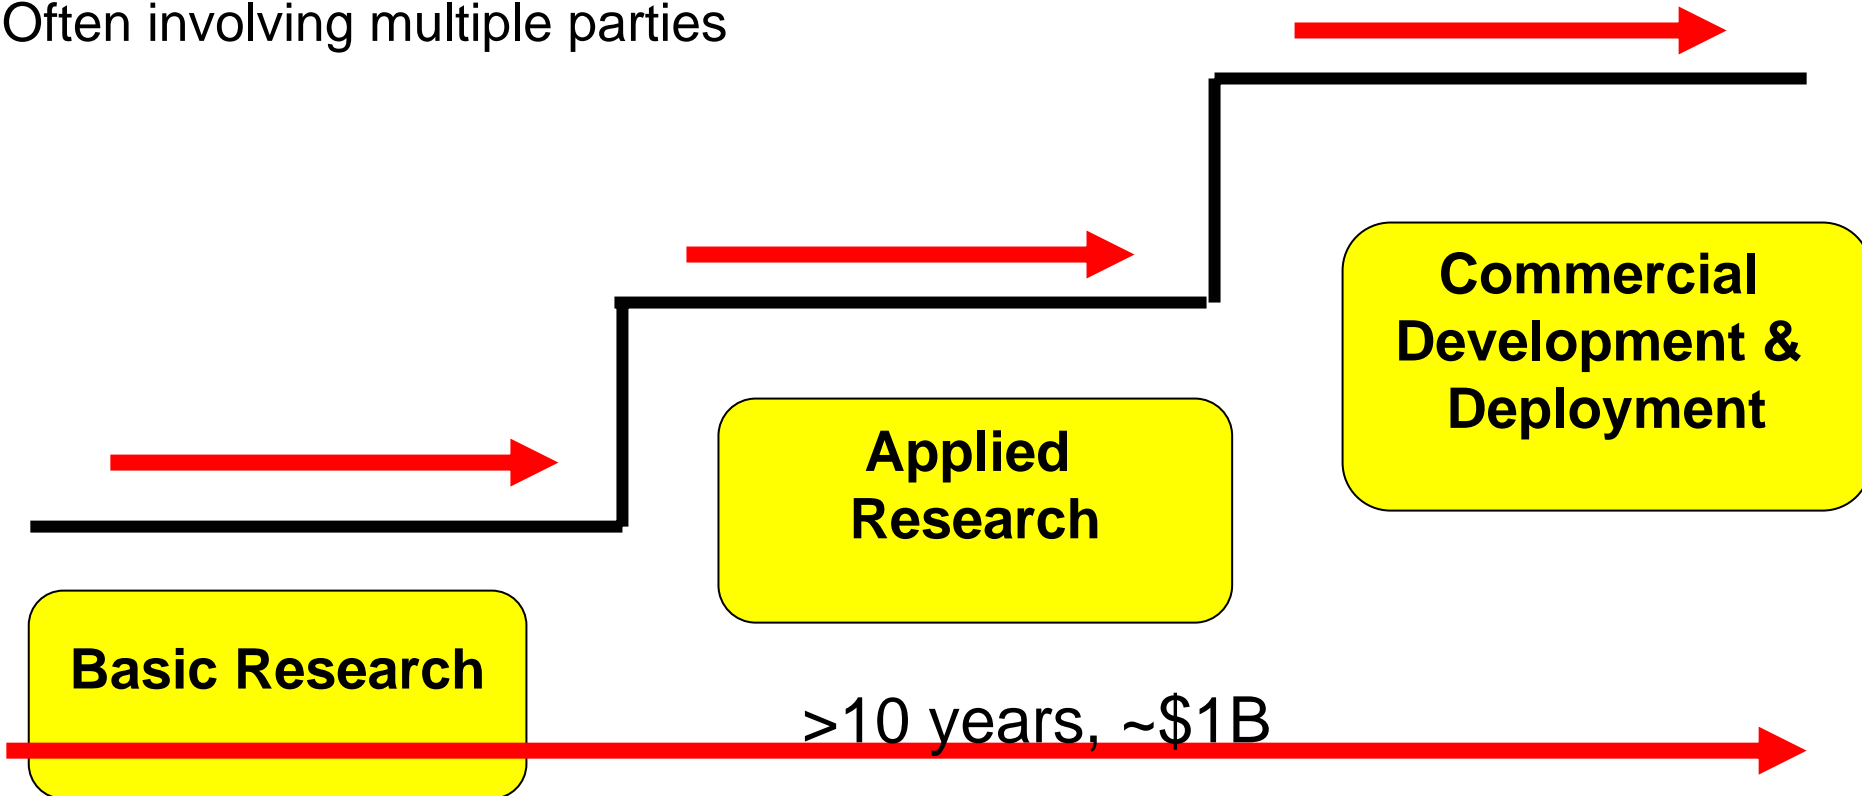 Often involving multiple parties
Commercial
Development &
Deployment
Applied
Research
Basic Research
>10 years, ~$1B